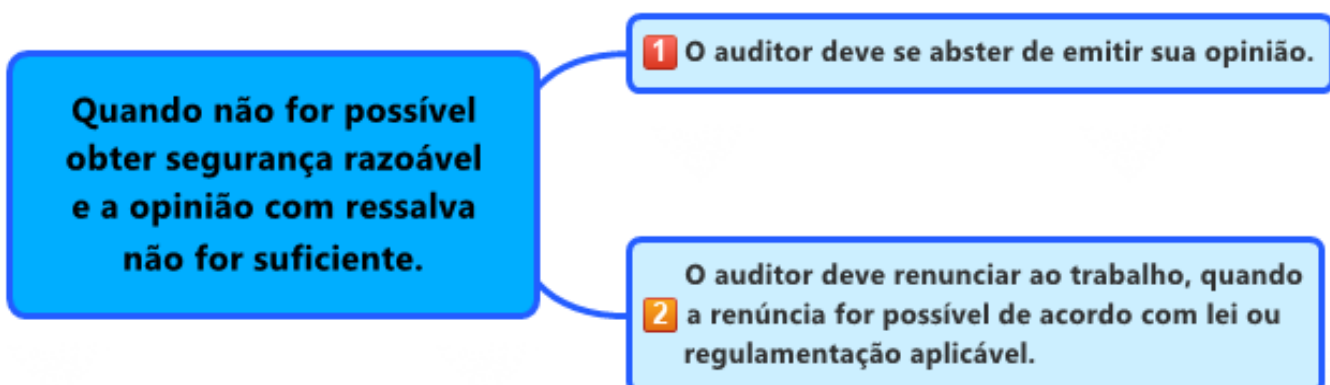 Quando não for possível
obter segurança razoável
e a opinião com ressalva
não for suficiente.
1 O auditor deve se abster de emitir sua opinião.
O auditor deve renunciar ao trabalho, quando
2 a renúncia for possível de acordo com lei ou
regulamentação aplicável.